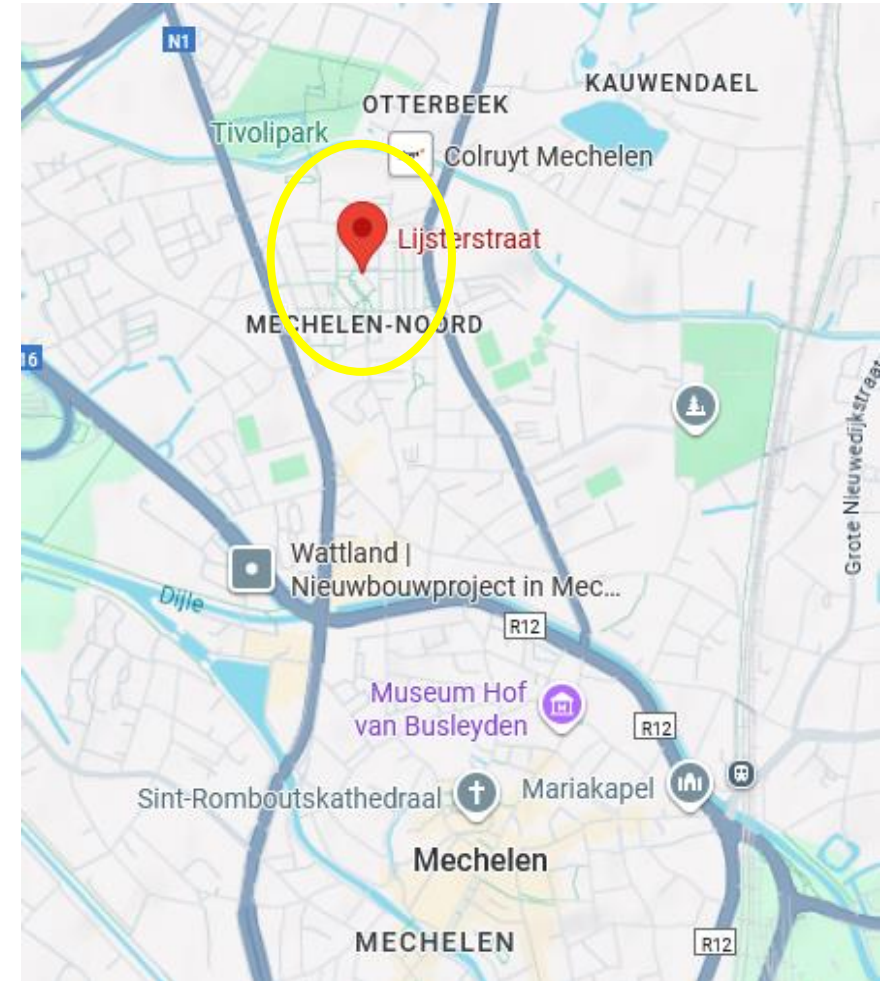 N1
KAUWENDAEL
OTTERBEEK
Tivolipark
Colruyt Mechelen
Lijsterstraat
MECHELEN-NOORD
16
Grote Nieuwedijkstraat
Wattland |
Nieuwbouwproject in Mec...
Dijle
R12
Museum Hof
van Busleyden
R12
Sint-Romboutskathedraal
Mariakapel
Mechelen
MECHELEN
R12